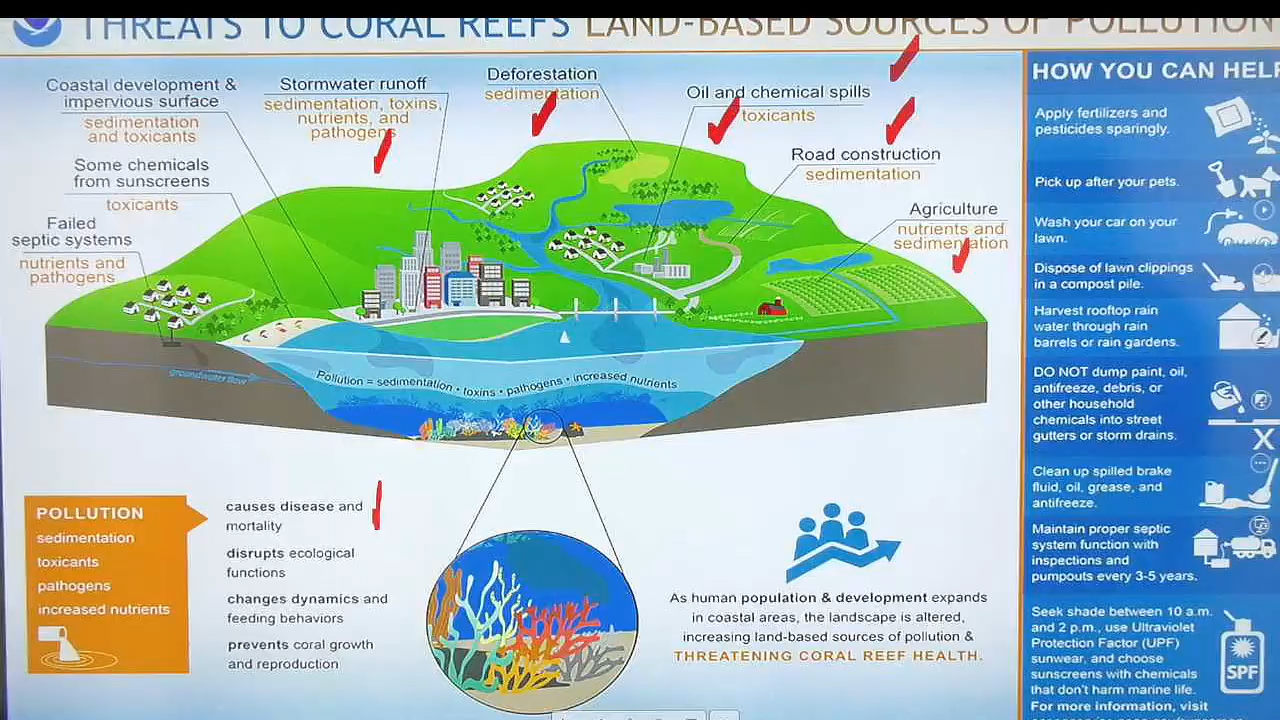 THREATS TO CORAL REEFS LAND-BASED SOURCES OF POLLUTION
Coastal development &
impervious surface
sedimentation
and toxicants
Some chemicals
from sunscreens
toxicants
Failed
septic systems
nutrients and
pathogens
Stormwater runoff
sedimentation, toxins,
nutrients, and
pathogens
Deforestation
sedimentation
Oil and chemical spills
toxicants
Road construction
sedimentation
Agriculture
nutrients and
sedimentation
groundwater flow
Pollution = sedimentation • toxins • pathogens • increased nutrients
POLLUTION
sedimentation
toxicants
pathogens
increased nutrients
causes disease and
mortality
disrupts ecological
functions
changes dynamics and
feeding behaviors
prevents coral growth
and reproduction
As human population & development expands
in coastal areas, the landscape is altered,
increasing land-based sources of pollution &
THREATENING CORAL REEF HEALTH.
HOW YOU CAN HEL
Apply fertilizers and
pesticides sparingly.
Pick up after your pets.
Wash your car on your
lawn.
Dispose of lawn clippings
in a compost pile.
Harvest rooftop rain
water through rain
barrels or rain gardens.
DO NOT dump paint, oil,
antifreeze, debris, or
other household
chemicals into street
gutters or storm drains.
X
Clean up spilled brake
fluid, oil, grease, and
antifreeze.
Maintain proper septic
system function with
inspections and
pumpouts every 3-5 years.
Seek shade between 10 a.m.
and 2 p.m., use Ultraviolet
Protection Factor (UPF)
sunwear, and choose
sunscreens with chemicals
that don't harm marine life.
For more information, visit
SPF